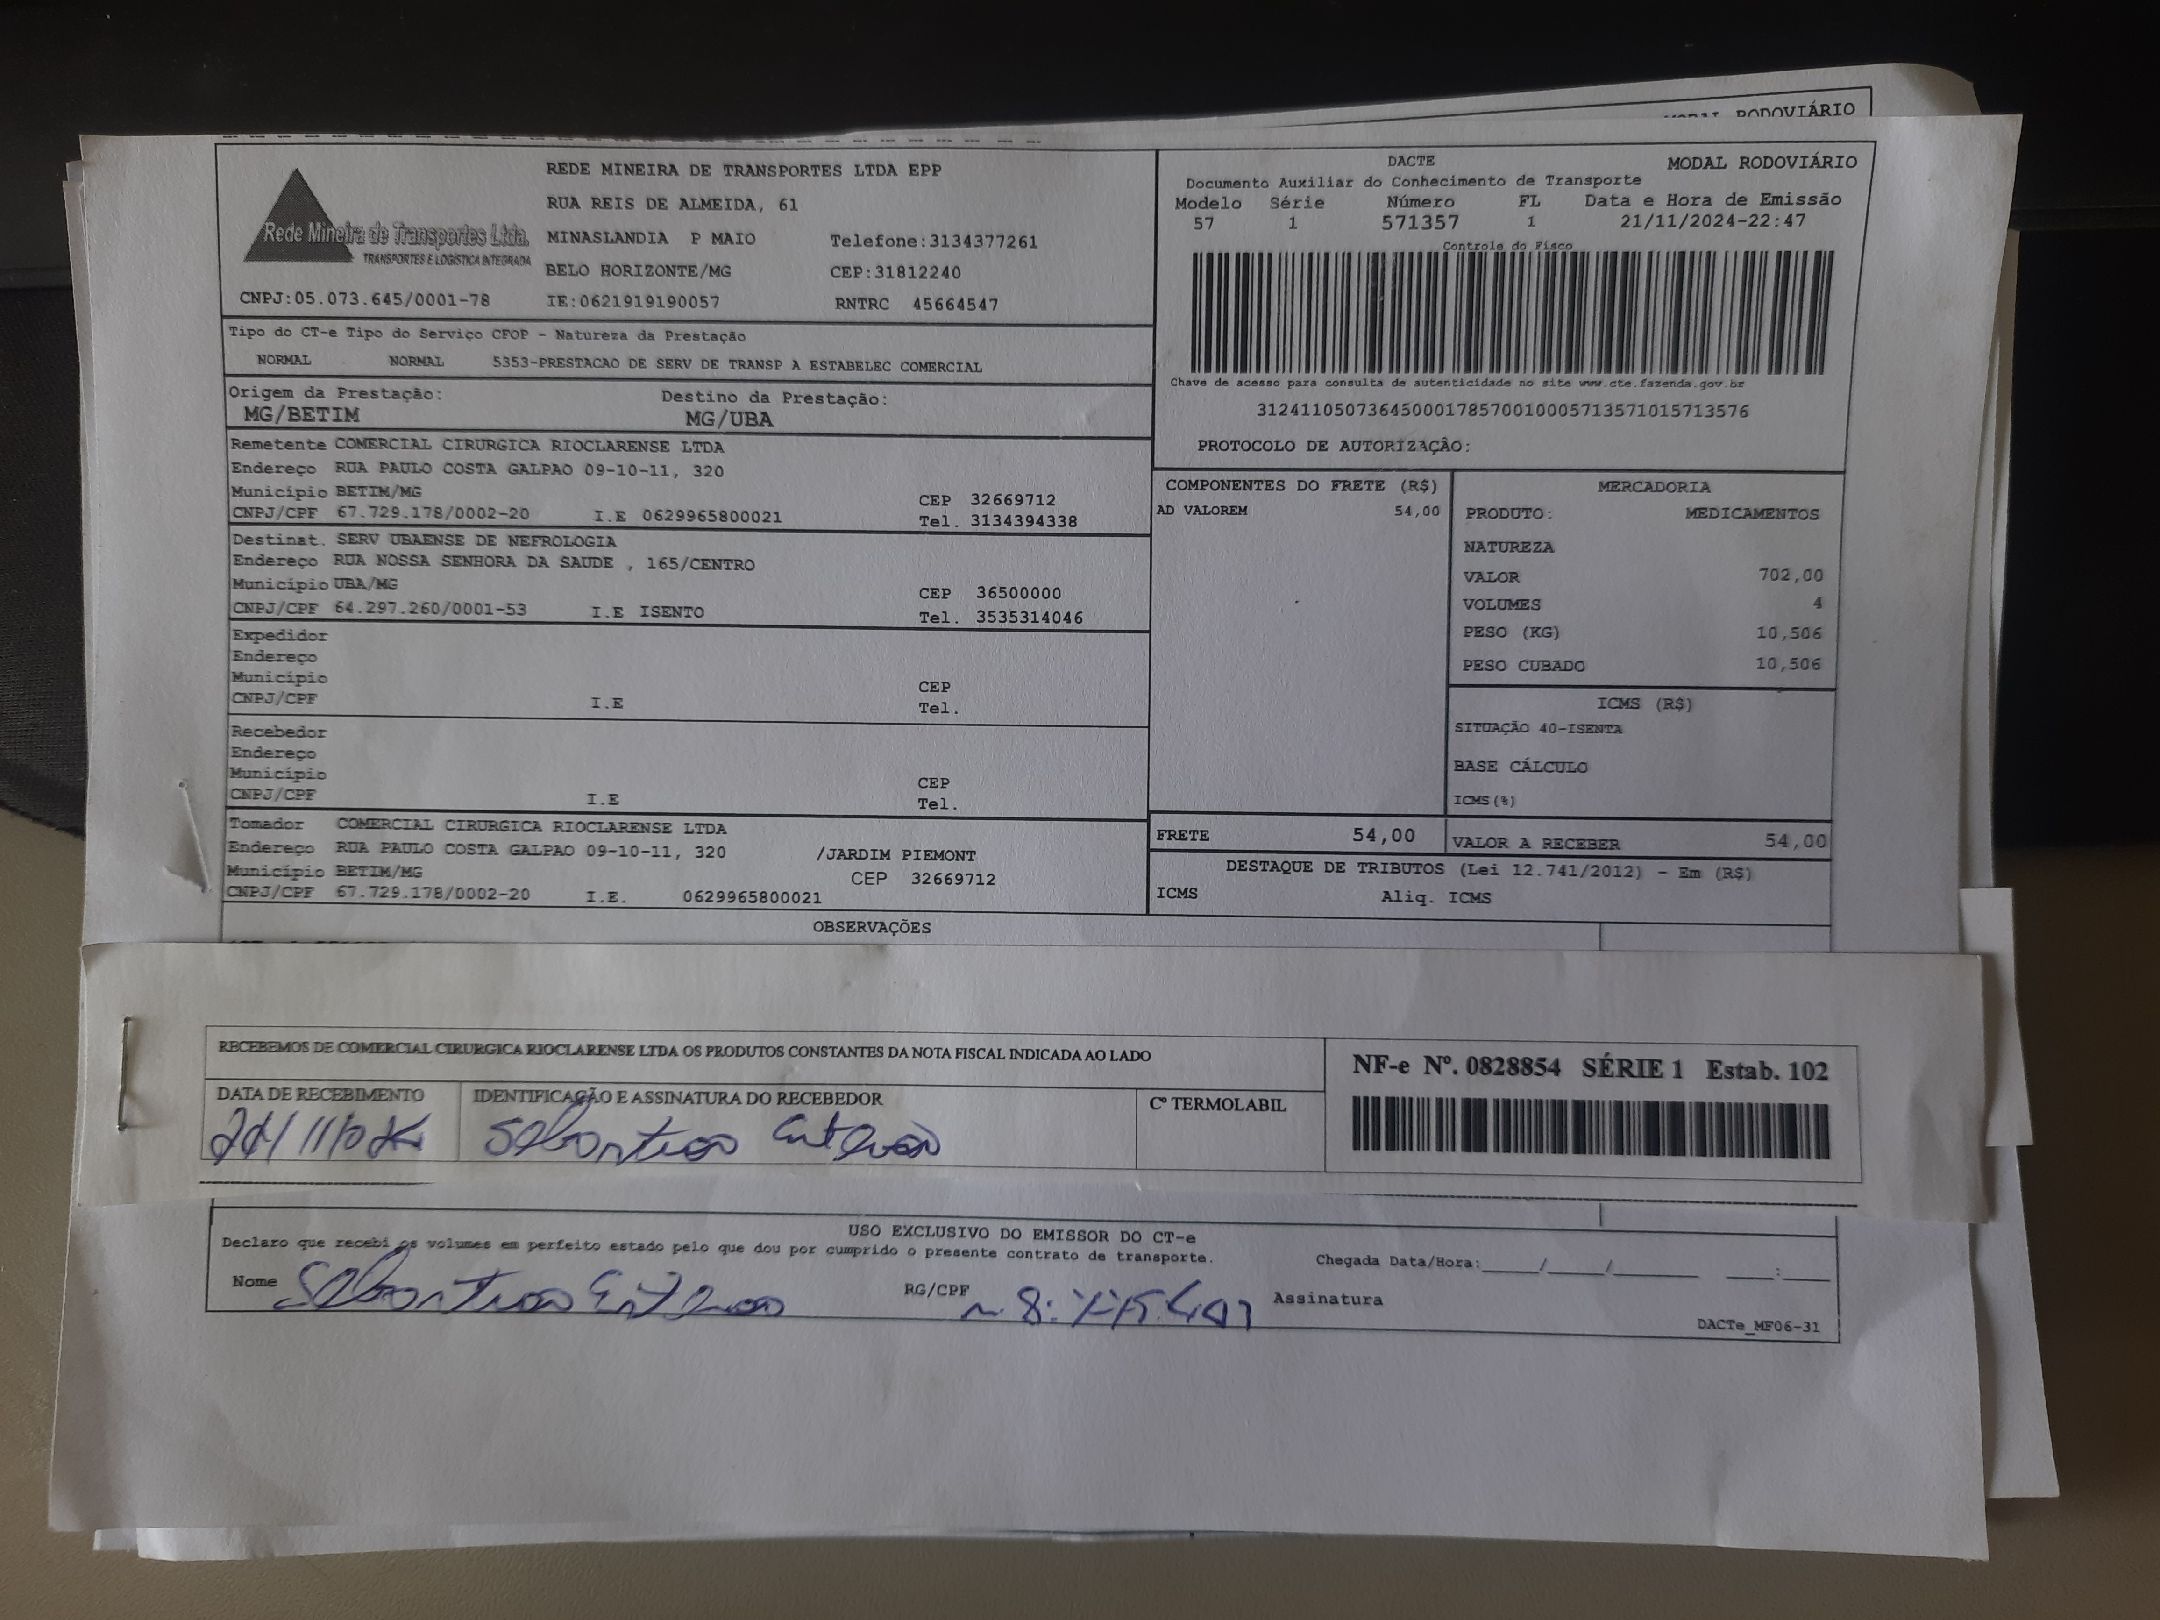 MODAL RODOVIÁRIO
Rede Mineira de Transportes Ltda.
TRANSPORTES E LOGÍSTICA INTEGRADA
REDE MINEIRA DE TRANSPORTES LTDA EPP
RUA REIS DE ALMEIDA, 61
MINASLANDIA P MAIO Telefone:3134377261
BELO HORIZONTE/MG CEP:31812240
CNPJ:05.073.645/0001-78 IE:0621919190057 RNTRC 45664547
DACTE MODAL RODOVIÁRIO
Documento Auxiliar do Conhecimento de Transporte
Modelo Série Número FL Data e Hora de Emissão
57 1 571357 1 21/11/2024-22:47
Controle do Fisco
Chave de acesso para consulta de autenticidade no site www.cte.fazenda.gov.br
31241105073645000178570010005713571015713576
PROTOCOLO DE AUTORIZAÇÂO:
Tipo do CT-e Tipo do Serviço CFOP - Natureza da Prestação
NORMAL NORMAL 5353-PRESTACAO DE SERV DE TRANSP A ESTABELEC COMERCIAL
Origem da Prestação: Destino da Prestação:
MG/BETIM MG/UBA
Remetente COMERCIAL CIRURGICA RIOCLARENSE LTDA
Endereço RUA PAULO COSTA GALPAO 09-10-11, 320
Município BETIM/MG CEP 32669712
CNPJ/CPF 67.729.178/0002-20 I.E 0629965800021 Tel. 3134394338
Destinat. SERV UBAENSE DE NEFROLOGIA
Endereço RUA NOSSA SENHORA DA SAUDE , 165/CENTRO
Município UBA/MG CEP 36500000
CNPJ/CPF 64.297.260/0001-53 I.E ISENTO Tel. 3535314046
Expedidor
Endereço
Município CEP
CNPJ/CPF I.E Tel.
Recebedor
Endereço
Município CEP
CNPJ/CPF I.E Tel.
Tomador COMERCIAL CIRURGICA RIOCLARENSE LTDA
Endereço RUA PAULO COSTA GALPAO 09-10-11, 320 /JARDIM PIEMONT
Município BETIM/MG CEP 32669712
CNPJ/CPF 67.729.178/0002-20 I.E. 0629965800021
COMPONENTES DO FRETE (R$)
AD VALOREM 54,00
MERCADORIA
PRODUTO: MEDICAMENTOS
NATUREZA
VALOR 702,00
VOLUMES 4
PESO (KG) 10,506
PESO CUBADO 10,506
ICMS (R$)
SITUAÇÃO 40-ISENTA
BASE CÁLCULO
ICMS(%)
FRETE 54,00 VALOR A RECEBER 54,00
DESTAQUE DE TRIBUTOS (Lei 12.741/2012) - Em (R$)
ICMS Aliq. ICMS
OBSERVAÇÕES
RECEBEMOS DE COMERCIAL CIRURGICA RIOCLARENSE LTDA OS PRODUTOS CONSTANTES DA NOTA FISCAL INDICADA AO LADO
DATA DE RECEBIMENTO IDENTIFICAÇÃO E ASSINATURA DO RECEBEDOR Cº TERMOLABIL
NF-e Nº. 0828854 SÉRIE 1 Estab. 102
USO EXCLUSIVO DO EMISSOR DO CT-e
Declaro que recebi os volumes em perfeito estado pelo que dou por cumprido o presente contrato de transporte.
Chegada Data/Hora:_____/_____/_______ ____:____
Nome RG/CPF Assinatura
DACTe_MF06-31